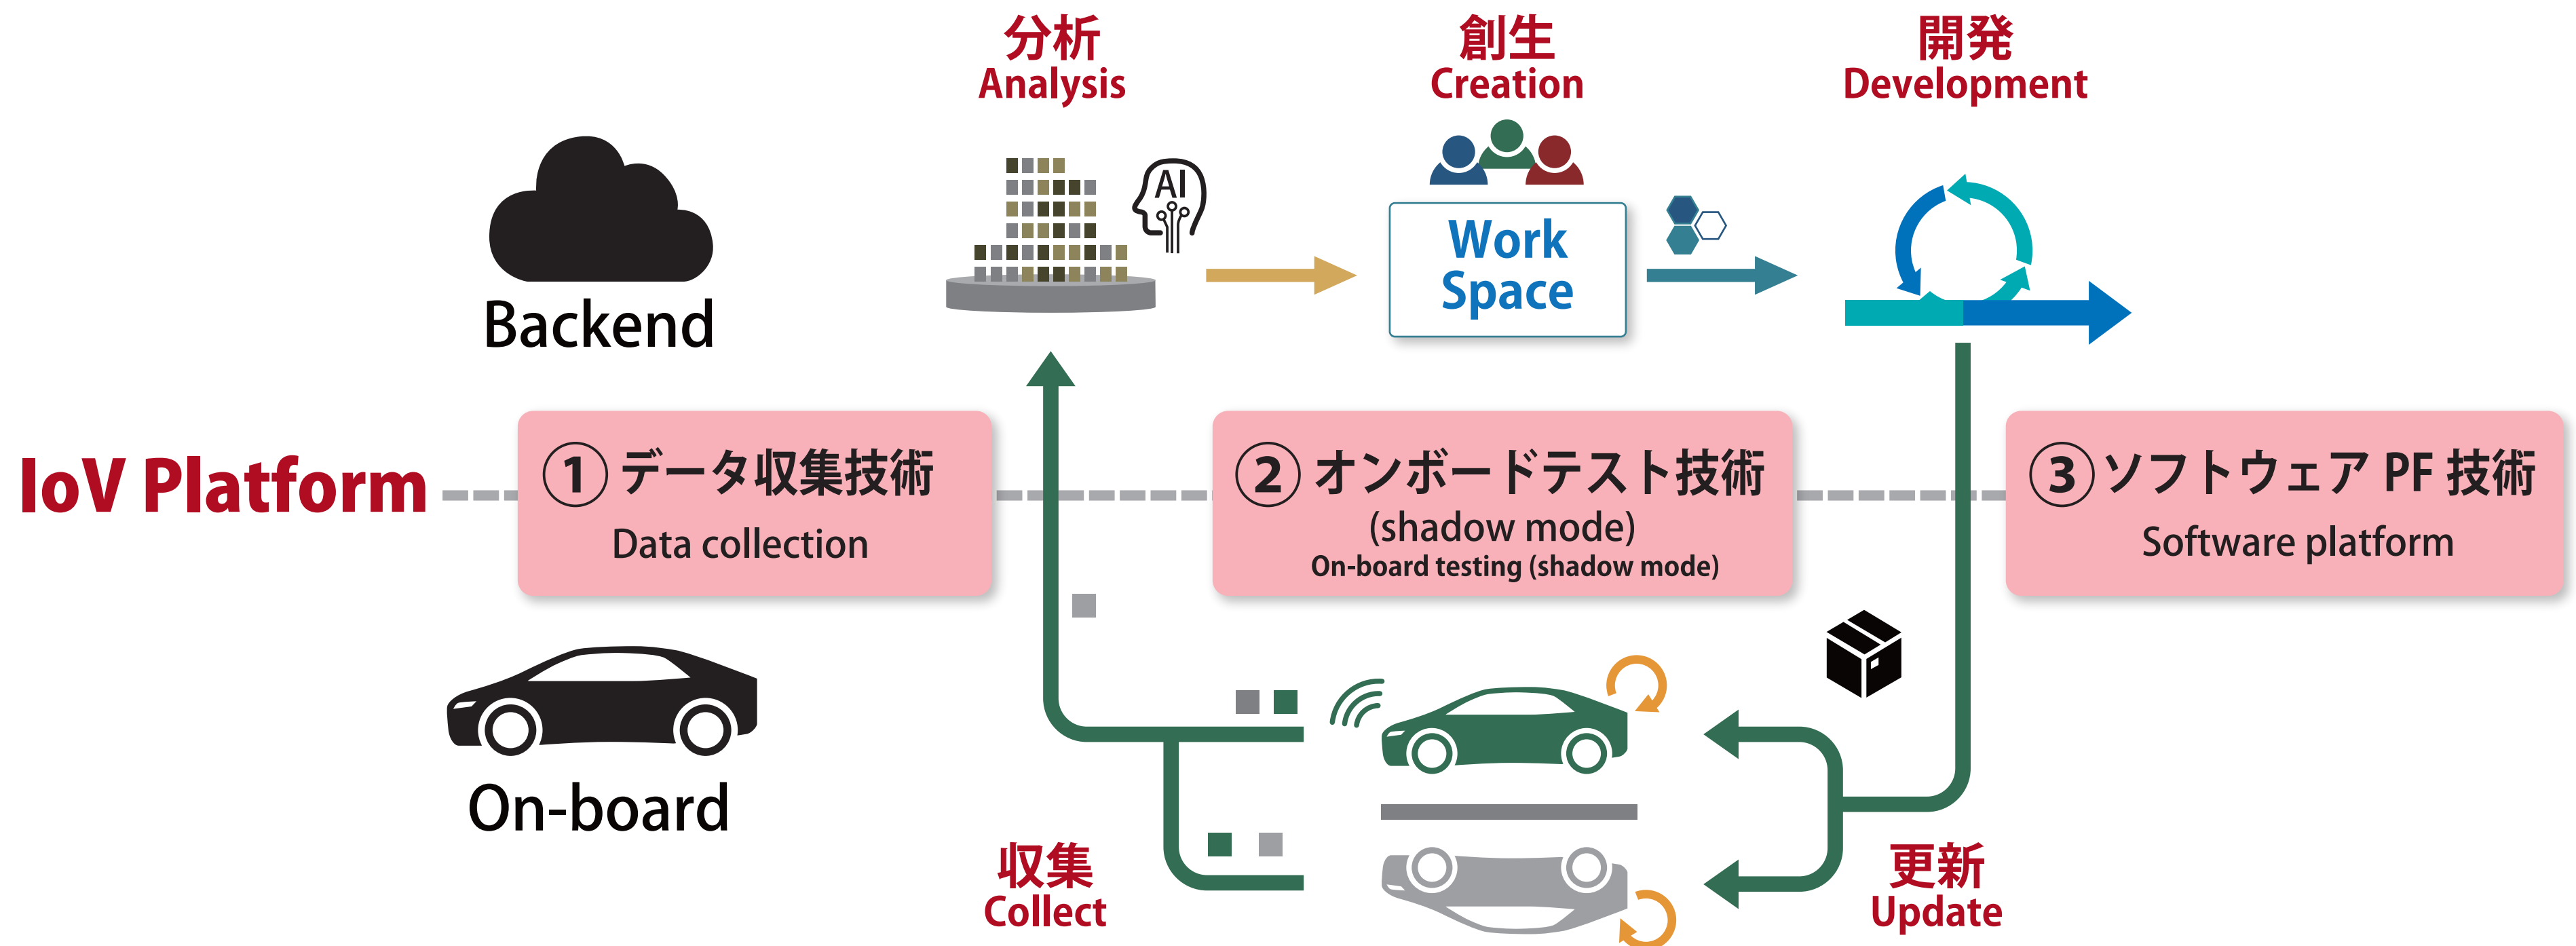 分析
Analysis
創生
Creation
開発
Development
AI
Work
Space
Backend
IoV Platform
① データ収集技術
Data collection
② オンボードテスト技術
(shadow mode)
On-board testing (shadow mode)
③ ソフトウェア PF 技術
Software platform
On-board
収集
Collect
更新
Update